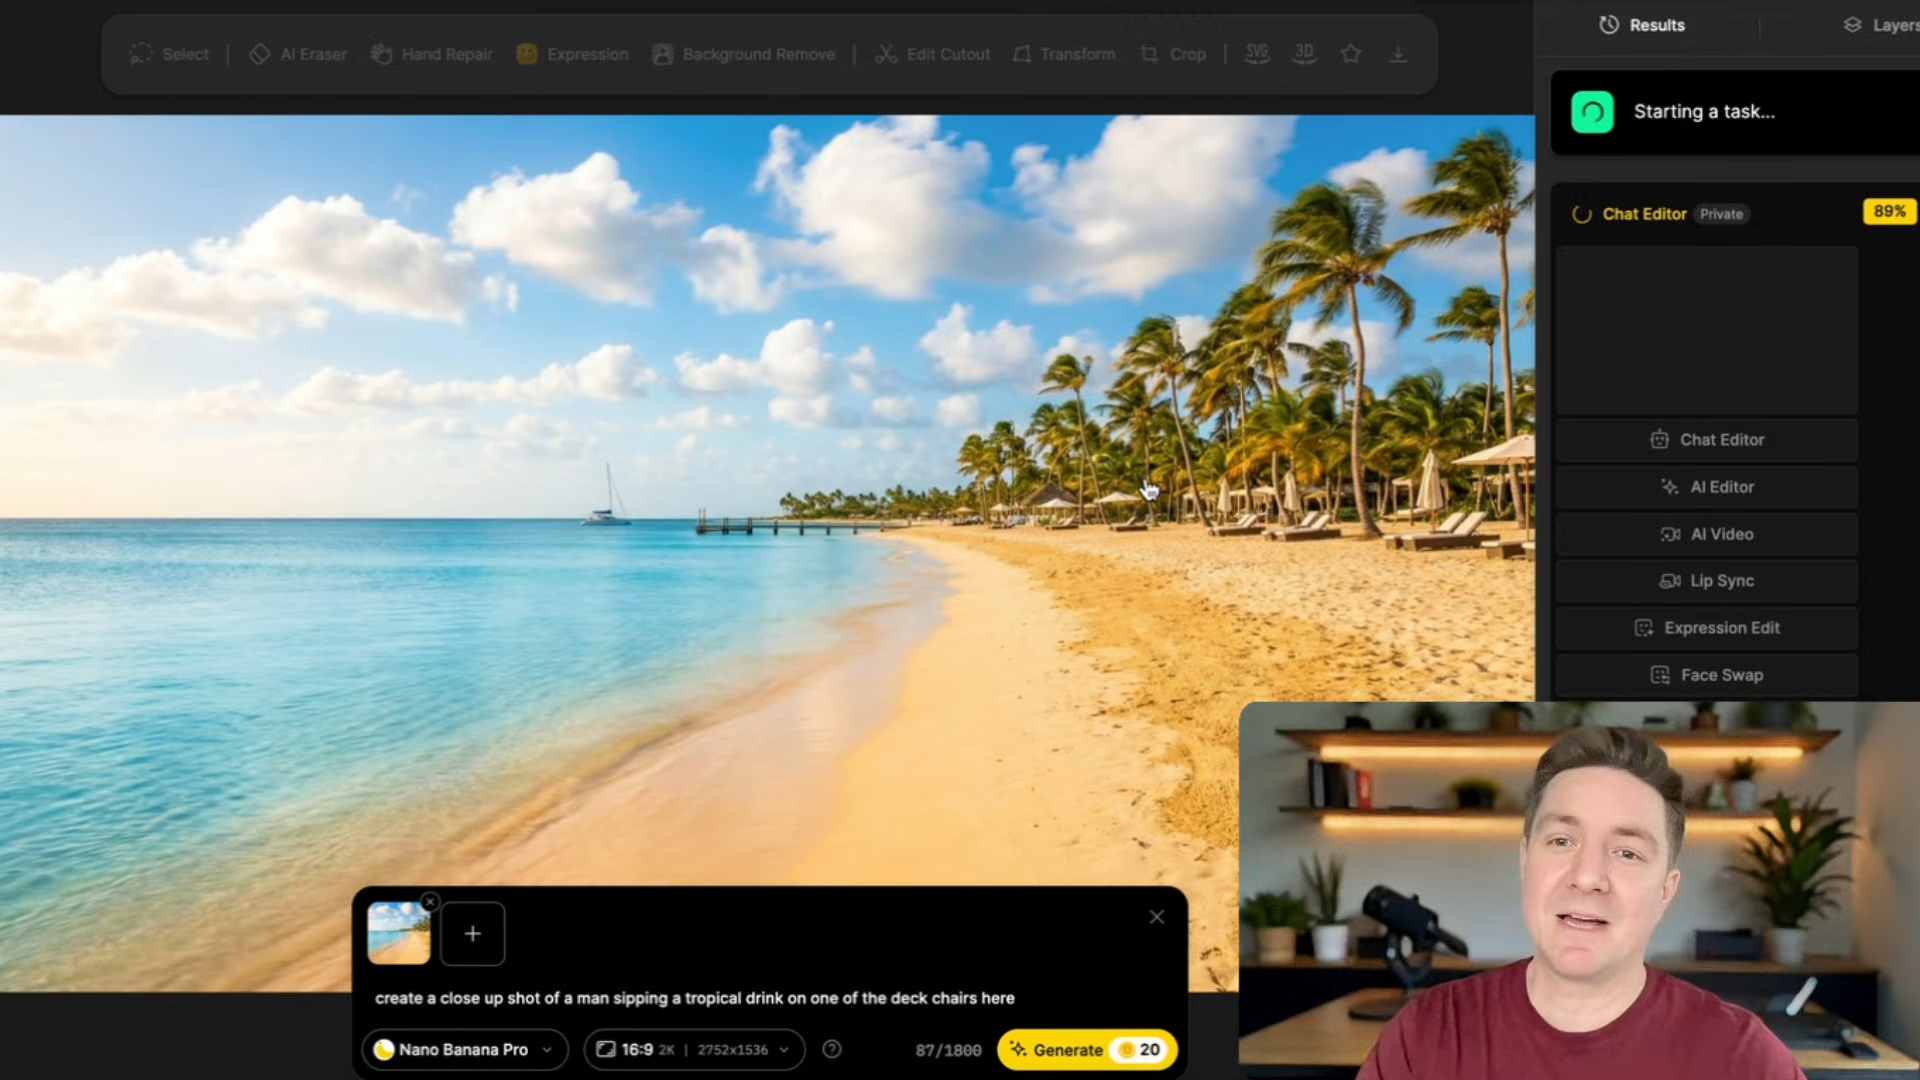 Select
AI Eraser
Hand Repair
Expression
Background Remove
Edit Cutout
Transform
Crop
SVG
3D
Results
Layers
Starting a task...
Chat Editor Private
89%
Chat Editor
AI Editor
AI Video
Lip Sync
Expression Edit
Face Swap
create a close up shot of a man sipping a tropical drink on one of the deck chairs here
Nano Banana Pro
16:9 2K | 2752x1536
87/1800
Generate 20